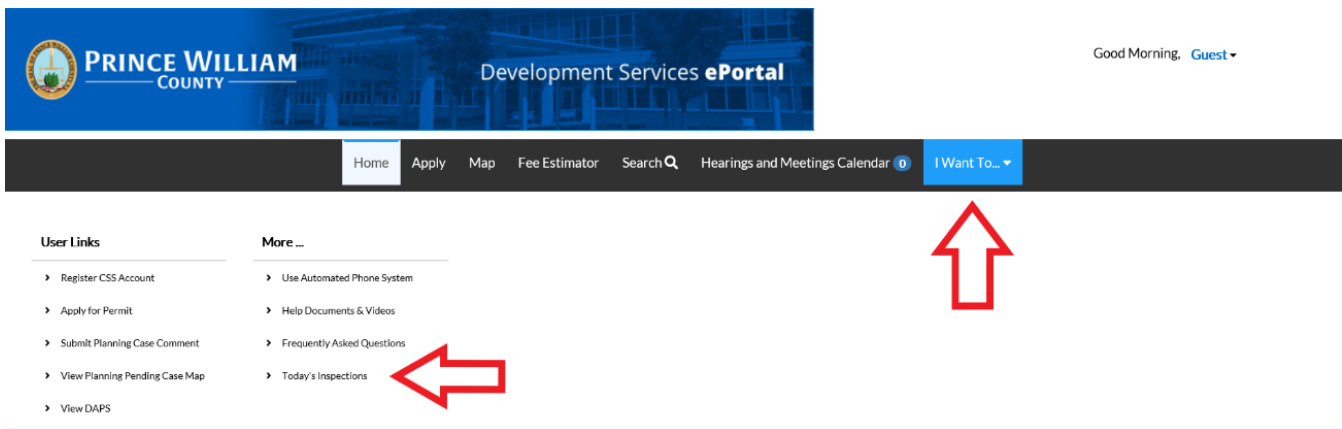 PRINCE WILLIAM
COUNTY
Development Services ePortal
Good Morning, Guest
Home Apply Map Fee Estimator Search Hearings and Meetings Calendar 0 I Want To...
User Links
Register CSS Account
Apply for Permit
Submit Planning Case Comment
View Planning Pending Case Map
View DAPS
More ...
Use Automated Phone System
Help Documents & Videos
Frequently Asked Questions
Today's Inspections